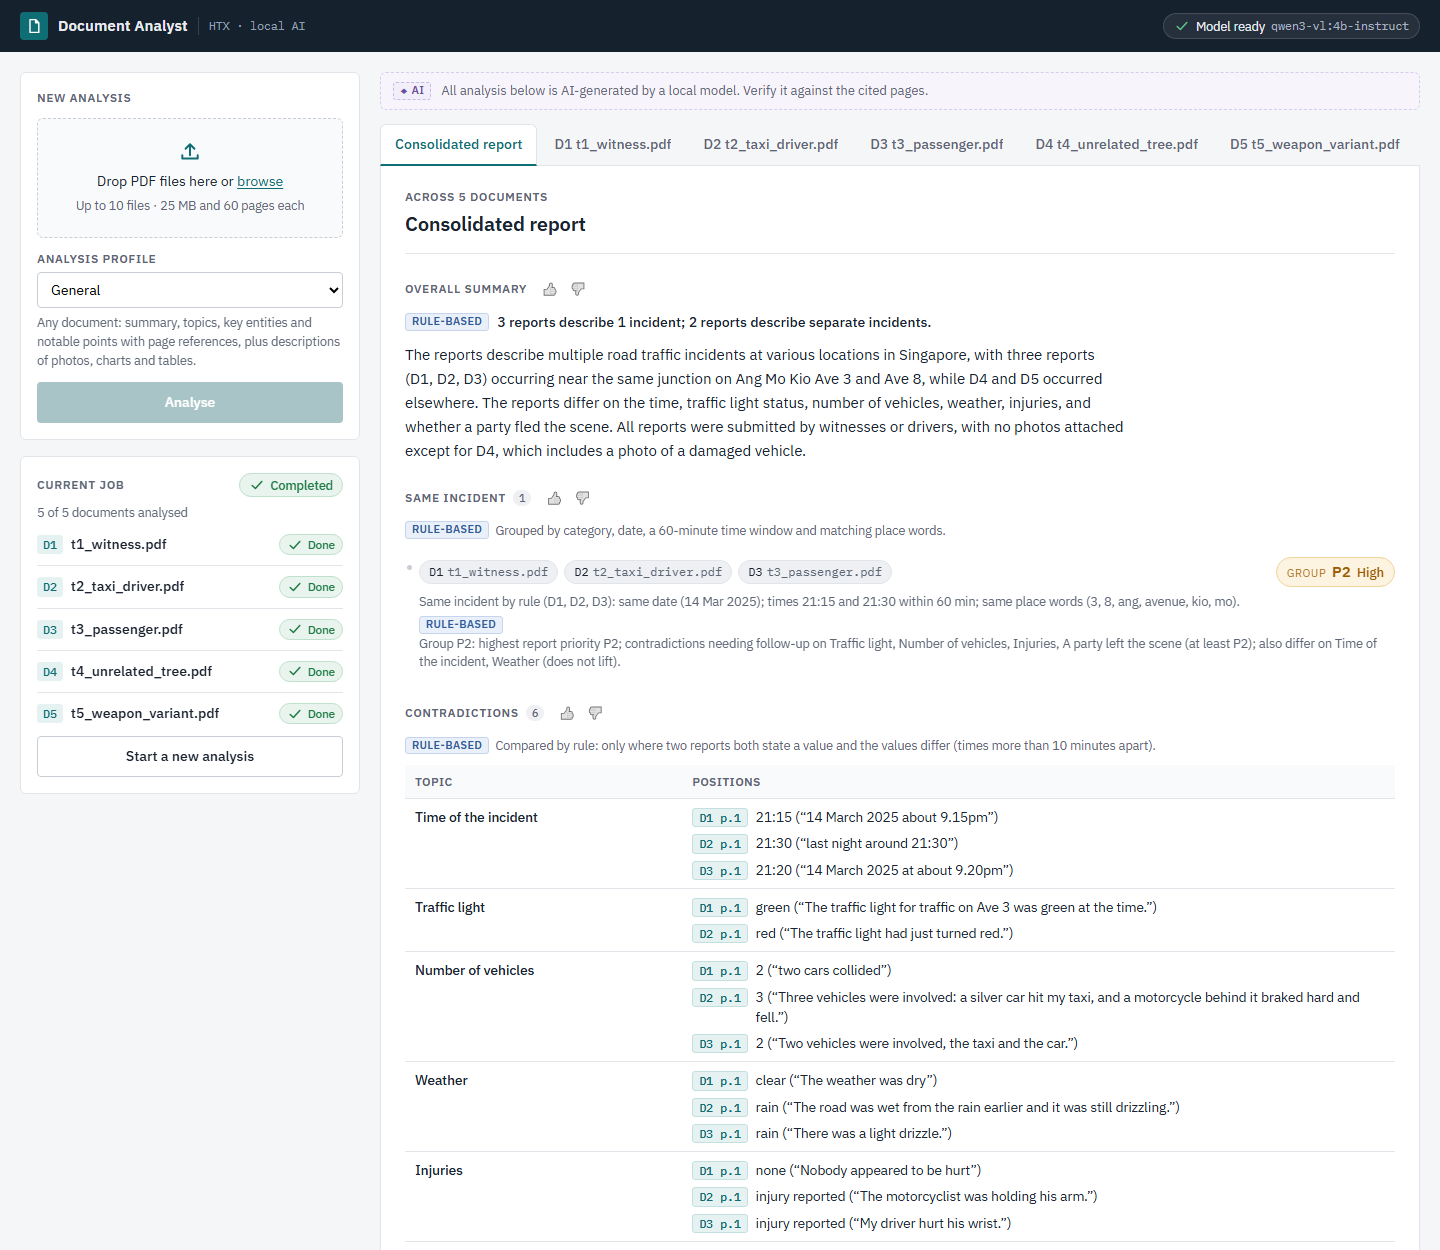 Document Analyst
HTX · local AI
Model ready qwen3-vl:4b-instruct
NEW ANALYSIS
Drop PDF files here or browse
Up to 10 files · 25 MB and 60 pages each
ANALYSIS PROFILE
General
Any document: summary, topics, key entities and
notable points with page references, plus descriptions
of photos, charts and tables.
Analyse
CURRENT JOB
Completed
5 of 5 documents analysed
D1 t1_witness.pdf Done
D2 t2_taxi_driver.pdf Done
D3 t3_passenger.pdf Done
D4 t4_unrelated_tree.pdf Done
D5 t5_weapon_variant.pdf Done
Start a new analysis
◆ AI All analysis below is AI-generated by a local model. Verify it against the cited pages.
Consolidated report
D1 t1_witness.pdf
D2 t2_taxi_driver.pdf
D3 t3_passenger.pdf
D4 t4_unrelated_tree.pdf
D5 t5_weapon_variant.pdf
ACROSS 5 DOCUMENTS
Consolidated report
OVERALL SUMMARY
RULE-BASED 3 reports describe 1 incident; 2 reports describe separate incidents.
The reports describe multiple road traffic incidents at various locations in Singapore, with three reports
(D1, D2, D3) occurring near the same junction on Ang Mo Kio Ave 3 and Ave 8, while D4 and D5 occurred
elsewhere. The reports differ on the time, traffic light status, number of vehicles, weather, injuries, and
whether a party fled the scene. All reports were submitted by witnesses or drivers, with no photos attached
except for D4, which includes a photo of a damaged vehicle.
SAME INCIDENT 1
RULE-BASED Grouped by category, date, a 60-minute time window and matching place words.
D1 t1_witness.pdf D2 t2_taxi_driver.pdf D3 t3_passenger.pdf
GROUP P2 High
Same incident by rule (D1, D2, D3): same date (14 Mar 2025); times 21:15 and 21:30 within 60 min; same place words (3, 8, ang, avenue, kio, mo).
RULE-BASED
Group P2: highest report priority P2; contradictions needing follow-up on Traffic light, Number of vehicles, Injuries, A party left the scene (at least P2); also differ on Time of
the incident, Weather (does not lift).
CONTRADICTIONS 6
RULE-BASED Compared by rule: only where two reports both state a value and the values differ (times more than 10 minutes apart).
TOPIC POSITIONS
Time of the incident
D1 p.1 21:15 (“14 March 2025 about 9.15pm”)
D2 p.1 21:30 (“last night around 21:30”)
D3 p.1 21:20 (“14 March 2025 at about 9.20pm”)
Traffic light
D1 p.1 green (“The traffic light for traffic on Ave 3 was green at the time.”)
D2 p.1 red (“The traffic light had just turned red.”)
Number of vehicles
D1 p.1 2 (“two cars collided”)
D2 p.1 3 (“Three vehicles were involved: a silver car hit my taxi, and a motorcycle behind it braked hard and
fell.”)
D3 p.1 2 (“Two vehicles were involved, the taxi and the car.”)
Weather
D1 p.1 clear (“The weather was dry”)
D2 p.1 rain (“The road was wet from the rain earlier and it was still drizzling.”)
D3 p.1 rain (“There was a light drizzle.”)
Injuries
D1 p.1 none (“Nobody appeared to be hurt”)
D2 p.1 injury reported (“The motorcyclist was holding his arm.”)
D3 p.1 injury reported (“My driver hurt his wrist.”)